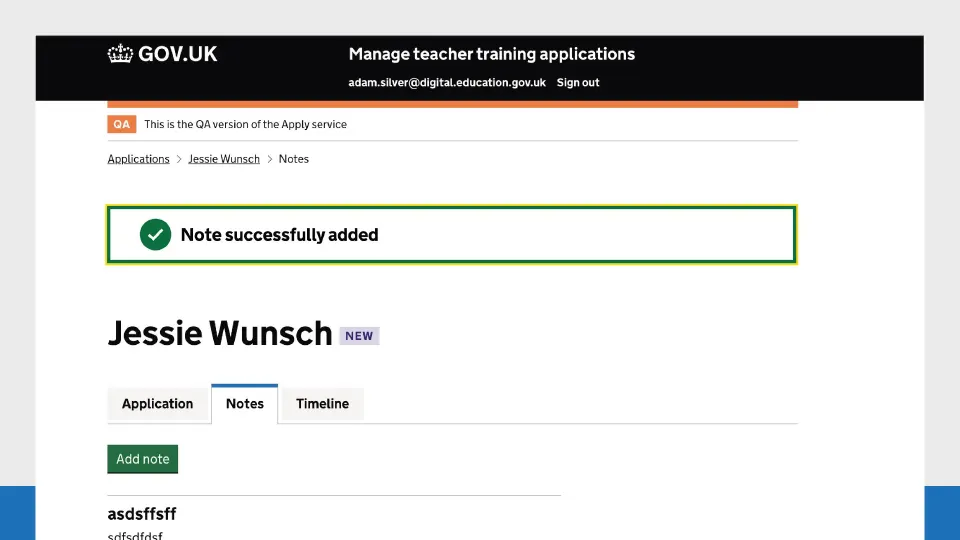 GOV.UK
Manage teacher training applications
adam.silver@digital.education.gov.uk Sign out
QA This is the QA version of the Apply service
Applications > Jessie Wunsch > Notes
Note successfully added
Jessie Wunsch NEW
Application Notes Timeline
Add note
asdsffsff
sdfsdfdsf